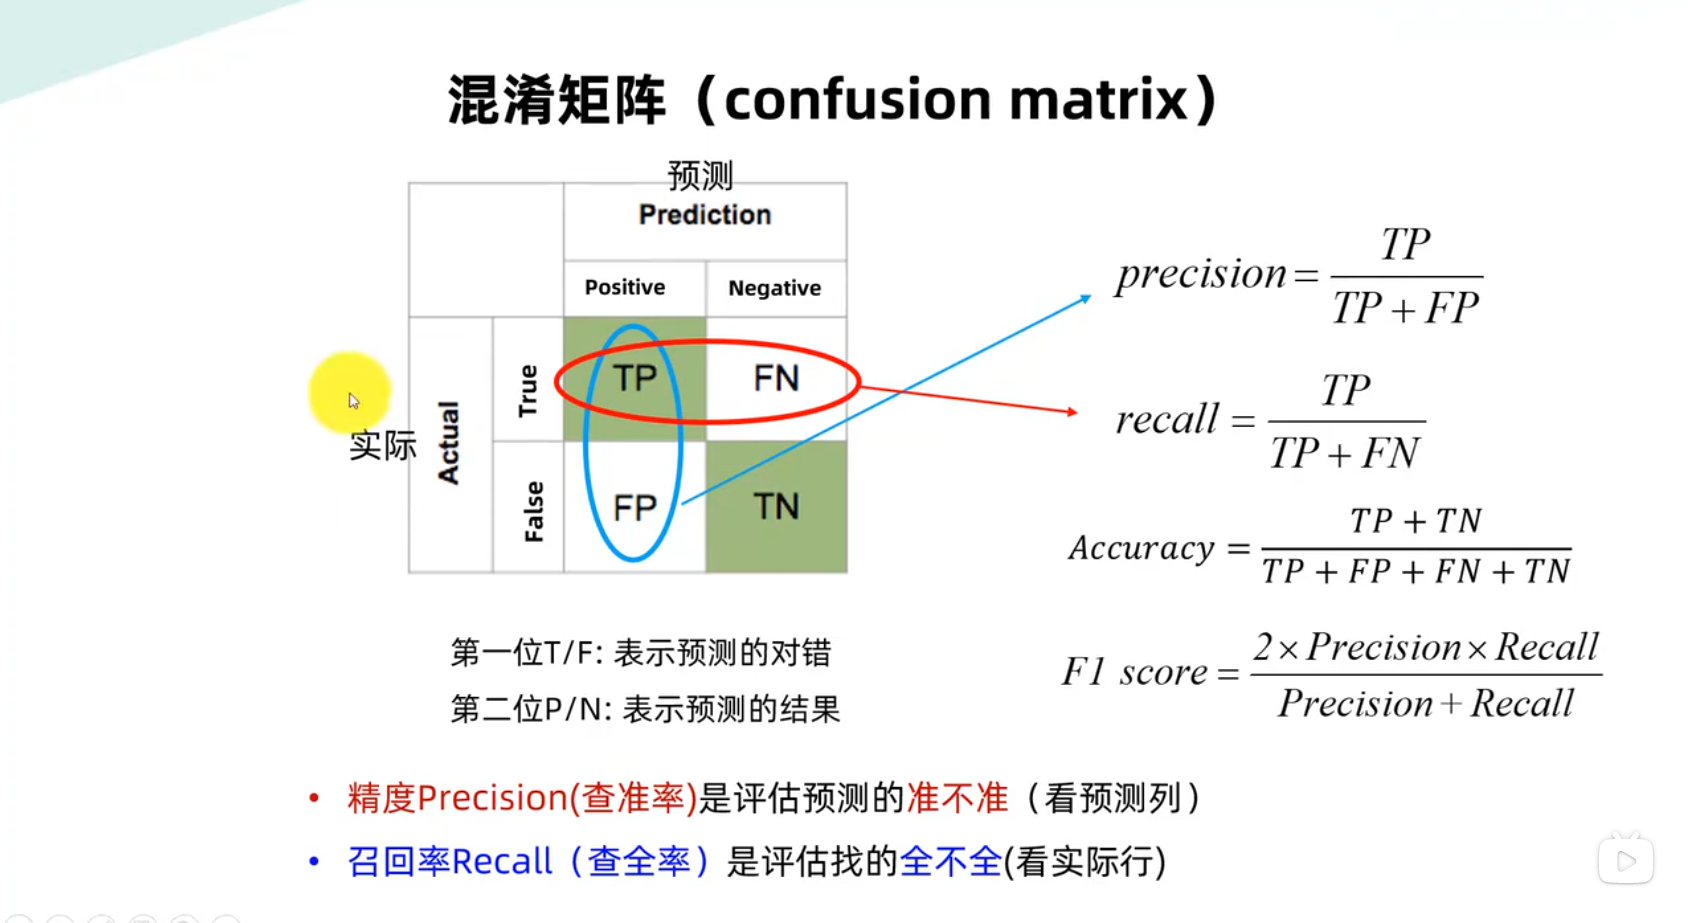 混淆矩阵（confusion matrix）
预测
Prediction
Positive
Negative
实际
Actual
True
TP
FN
False
FP
TN
precision = TP / TP + FP
recall = TP / TP + FN
Accuracy = TP + TN / TP + FP + FN + TN
F1 score = 2 × Precision × Recall / Precision + Recall
第一位T/F: 表示预测的对错
第二位P/N: 表示预测的结果
• 精度Precision(查准率)是评估预测的准不准（看预测列）
• 召回率Recall（查全率）是评估找的全不全(看实际行)